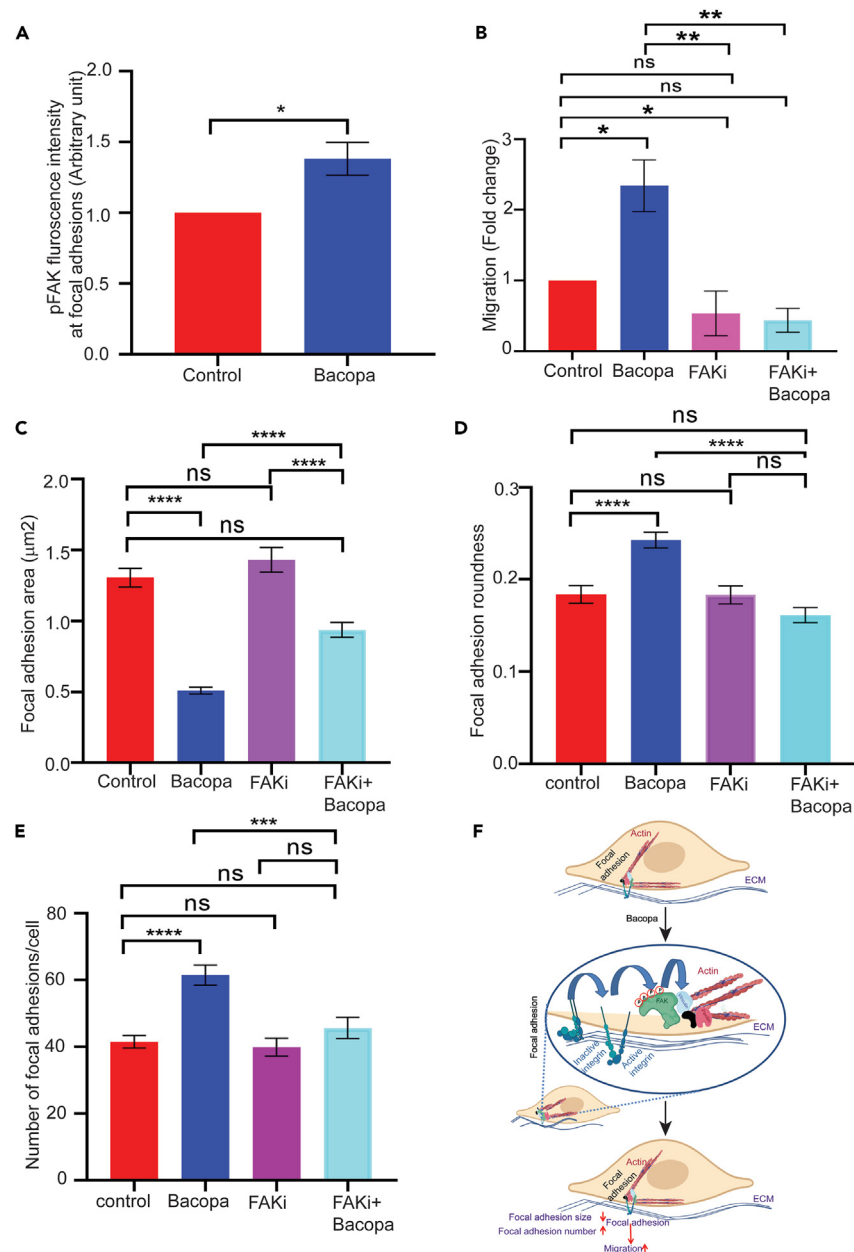 A
pFAK fluroscence intensity
at focal adhesions (Arbitrary unit)
2.0
1.5
1.0
0.5
0.0
*
Control
Bacopa
B
**
**
ns
ns
*
*
Migration (Fold change)
3
2
1
0
Control
Bacopa
FAKi
FAKi+
Bacopa
C
****
ns
****
****
ns
Focal adhesion area (μm2)
2.0
1.5
1.0
0.5
0.0
Control
Bacopa
FAKi
FAKi+
Bacopa
D
ns
****
ns
ns
****
Focal adhesion roundness
0.3
0.2
0.1
0.0
control
Bacopa
FAKi
FAKi+
Bacopa
E
***
ns
ns
ns
****
Number of focal adhesions/cell
80
60
40
20
0
control
Bacopa
FAKi
FAKi+
Bacopa
F
Actin
Focal
adhesion
ECM
Bacopa
Focal adhesion
Actin
FAK
ECM
Inactive
integrin
Active
integrin
Actin
Focal
adhesion
ECM
Focal adhesion size
Focal adhesion number
Focal adhesion
Migration